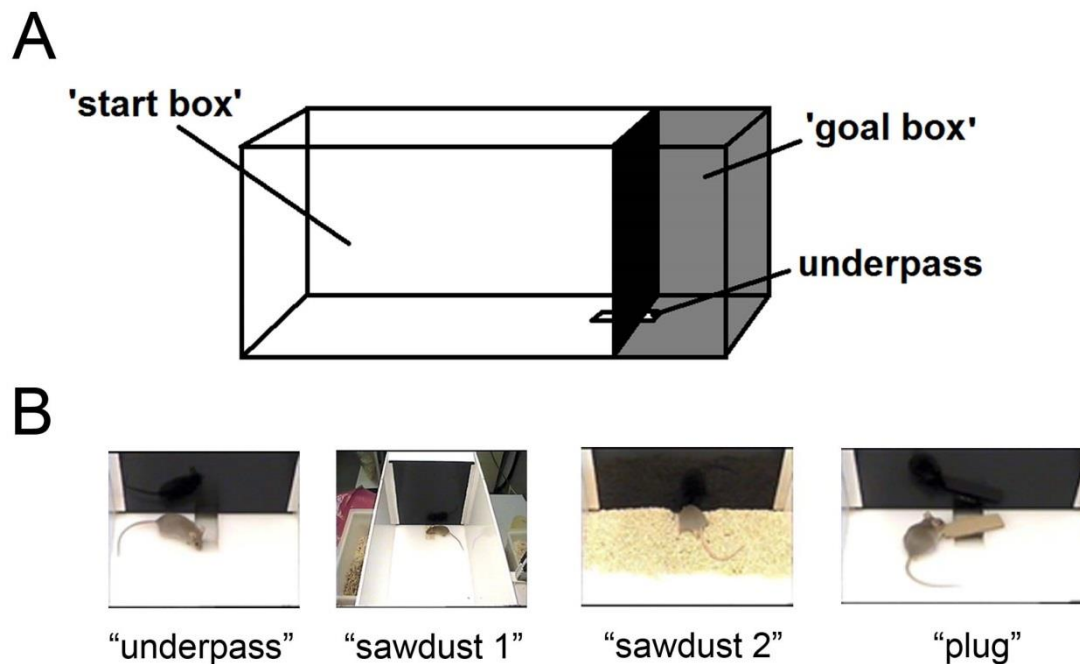 A
'start box'
'goal box'
underpass
B
“underpass”
“sawdust 1”
“sawdust 2”
“plug”